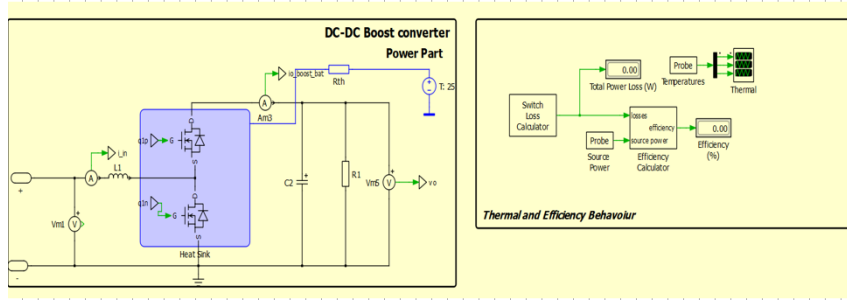 DC-DC Boost converter
Power Part
io_boost_bat
Rth
T: 25
A
Am3
D
q1p
G
S
i_in
A
L1
D
q1n
G
S
+
Vm1
V
C2
R1
Vm5
V
vo
Heat Sink
-
0.00
Total Power Loss (W)
Probe
Temperatures
Thermal
Switch
Loss
Calculator
losses
efficiency
source power
Efficiency
Calculator
Probe
Source
Power
0.00
Efficiency
(%)
Thermal and Efficiency Behavoiur